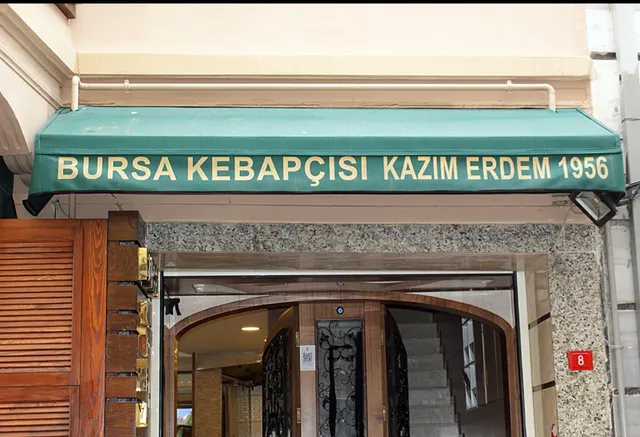 BURSA KEBAPÇISI KAZIM ERDEM 1956
8